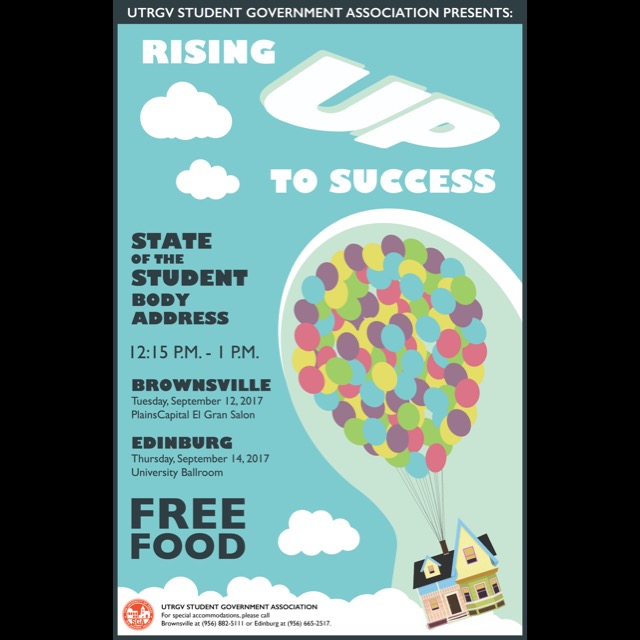 UTRGV STUDENT GOVERNMENT ASSOCIATION PRESENTS:
RISING
UP
TO SUCCESS
STATE
OF THE
STUDENT
BODY
ADDRESS
12:15 P.M. - 1 P.M.
BROWNSVILLE
Tuesday, September 12, 2017
PlainsCapital El Gran Salon
EDINBURG
Thursday, September 14, 2017
University Ballroom
FREE
FOOD
UTRGV STUDENT GOVERNMENT ASSOCIATION
For special accommodations, please call
Brownsville at (956) 882-5111 or Edinburg at (956) 665-2517.
SGA